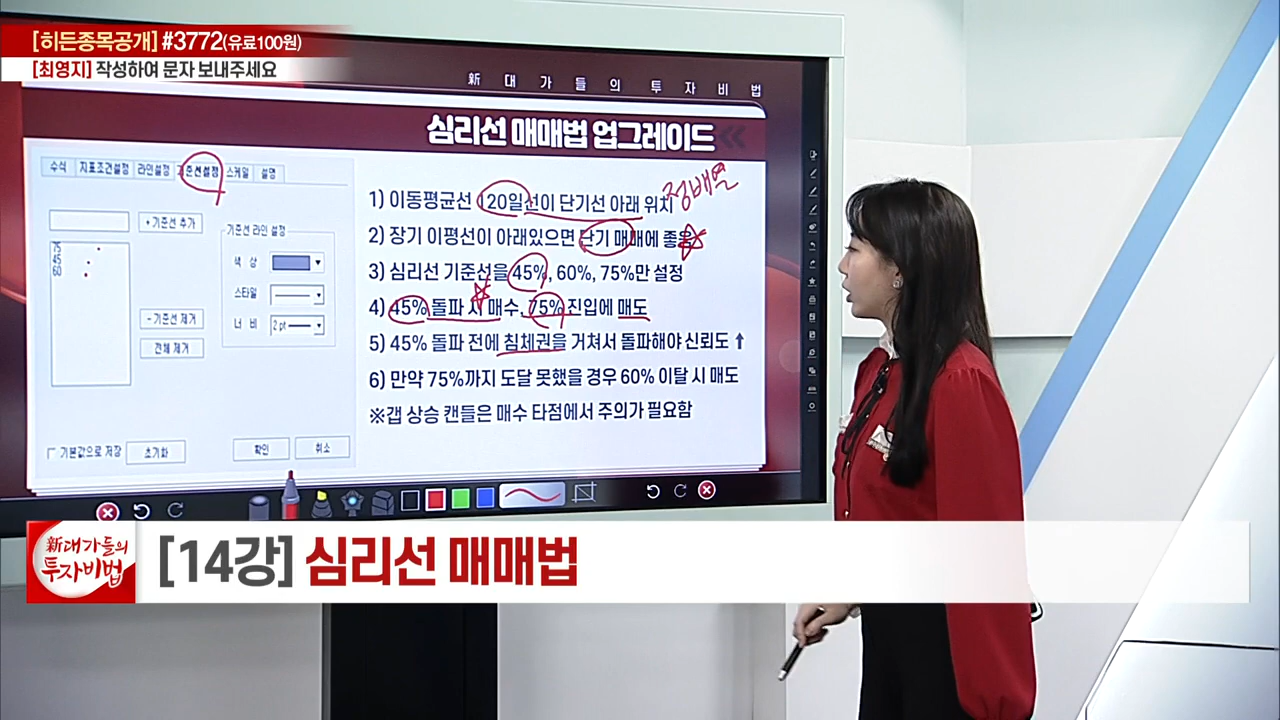 [히든종목공개] #3772(유료100원)
[최영지] 작성하여 문자 보내주세요
新 대 가 들 의 투 자 비 법
심리선 매매법 업그레이드
수식 지표조건설정 라인설정 기준선설정 스케일 설명
+ 기준선 추가
기준선 라인 설정
75
45
60
색 상
스타일
너 비 2 pt
- 기준선 제거
전체 제거
기본값으로 저장 초기화 확인 취소
1) 이동평균선 120일선이 단기선 아래 위치
정배열
2) 장기 이평선이 아래있으면 단기 매매에 좋음
3) 심리선 기준선을 45%, 60%, 75%만 설정
4) 45% 돌파 시 매수, 75% 진입에 매도
5) 45% 돌파 전에 침체권을 거쳐서 돌파해야 신뢰도 ↑
6) 만약 75%까지 도달 못했을 경우 60% 이탈 시 매도
※갭 상승 캔들은 매수 타점에서 주의가 필요함
新대가들의
투자비법
[14강] 심리선 매매법